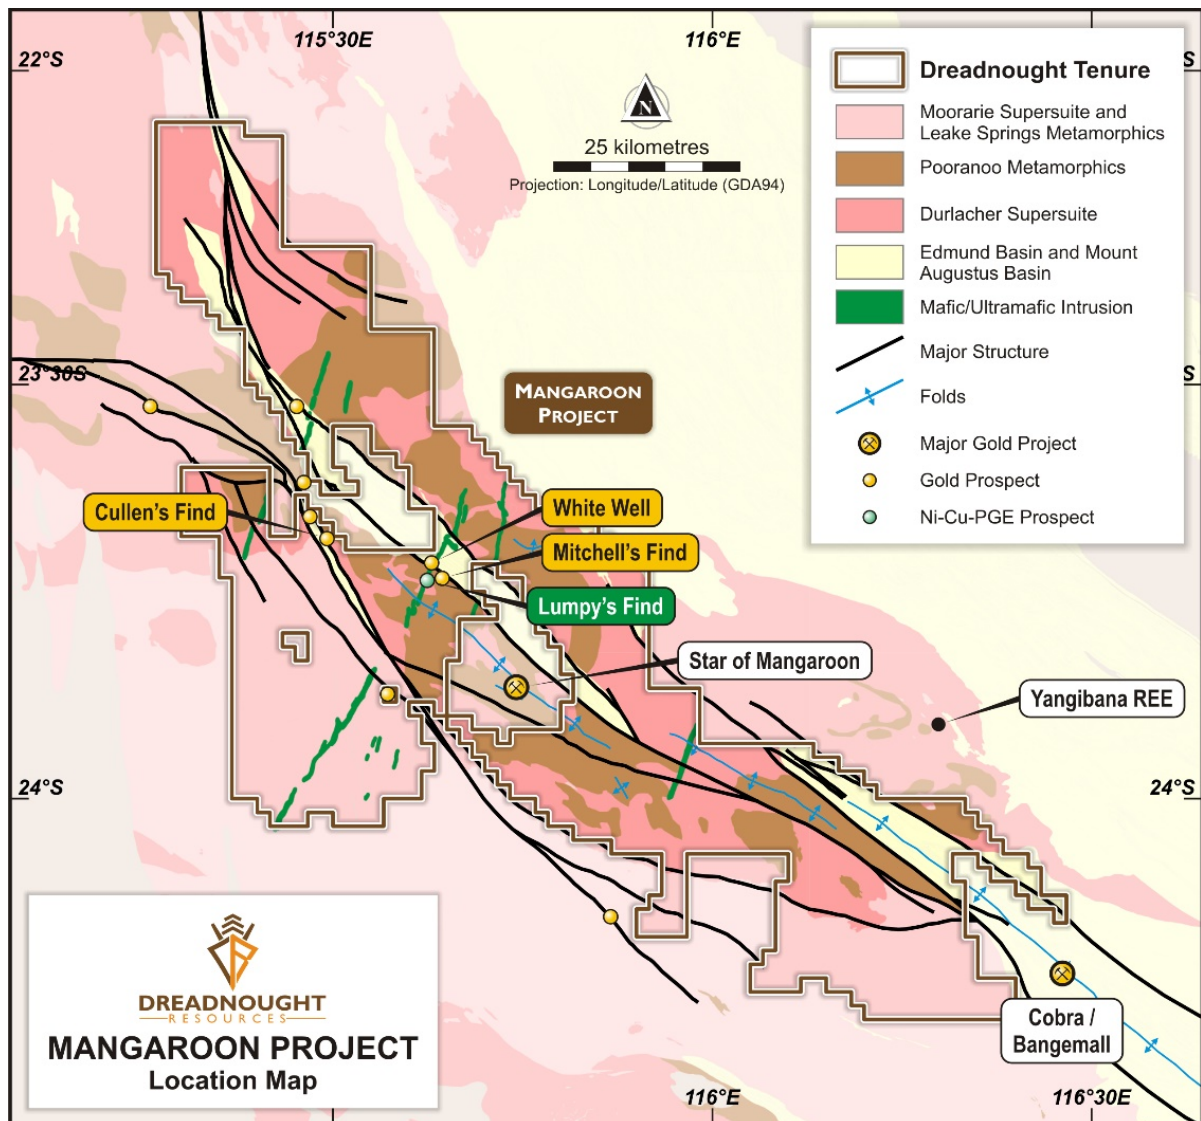 115°30E
116°E
22°S
S
N
25 kilometres
Projection: Longitude/Latitude (GDA94)
Dreadnought Tenure
Moorarie Supersuite and
Leake Springs Metamorphics
Pooranoo Metamorphics
Durlacher Supersuite
Edmund Basin and Mount
Augustus Basin
Mafic/Ultramafic Intrusion
Major Structure
Folds
Major Gold Project
Gold Prospect
Ni-Cu-PGE Prospect
23°30S
S
MANGAROON
PROJECT
Cullen's Find
White Well
Mitchell's Find
Lumpy's Find
Star of Mangaroon
Yangibana REE
24°S
24°S
Cobra /
Bangemall
DREADNOUGHT
RESOURCES
MANGAROON PROJECT
Location Map
116°E
116°30E